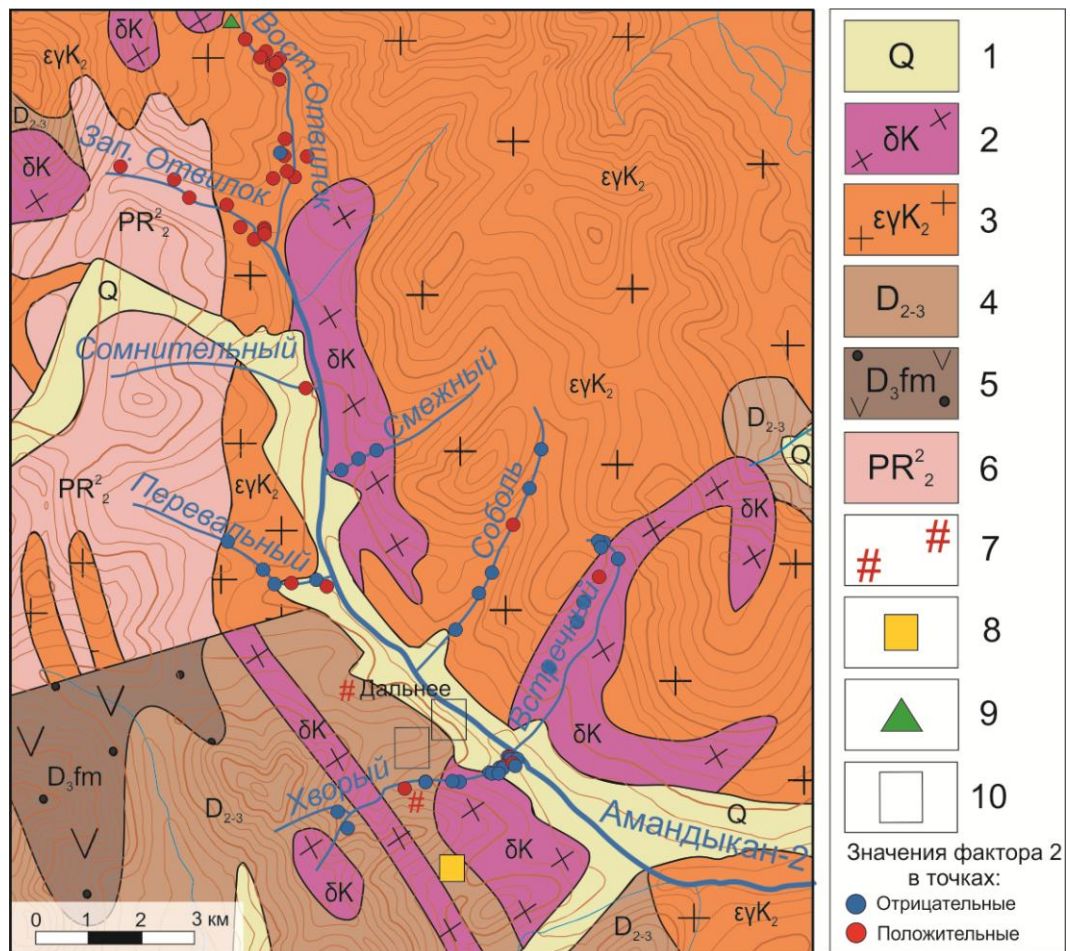 δK
Вост. Отвилок
εγK₂
D₂₋₃
Зап. Отвилок
δK
εγK₂
PR²₂
Q
Сомнительный
δK
Смежный
εγK₂
D₂₋₃
Q
PR²₂
εγK₂
Перевальный
Соболь
δK
Встречный
# Дальнее
δK
δK
D₃fm
Хворый
#
D₂₋₃
Q
Амандыкан-2
δK
δK
D₂₋₃
εγK₂
0 1 2 3 км
Q 1
δK 2
εγK₂ 3
D₂₋₃ 4
D₃fm 5
PR²₂ 6
# # 7
8
9
10
Значения фактора 2
в точках:
Отрицательные
Положительные